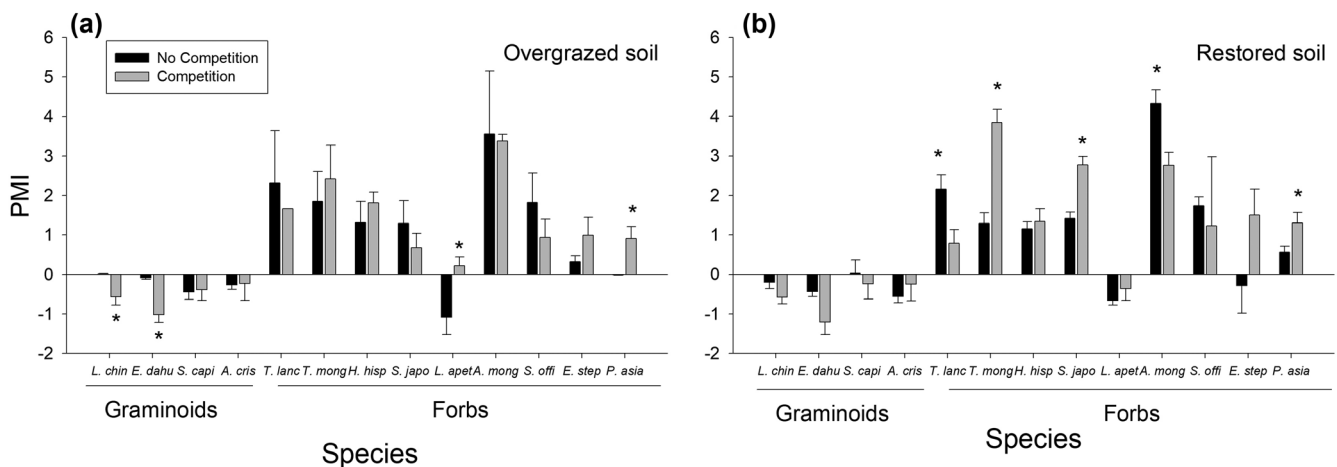 (a)
No Competition
Competition
Overgrazed soil
PMI
6
5
4
3
2
1
0
-1
-2
*
*
*
*
L. chin E. dahu S. capi A. cris T. lanc T. mong H. hisp S. japo L. apet A. mong S. offi E. step P. asia
Graminoids Forbs
Species
(b)
Restored soil
6
5
4
3
2
1
0
-1
-2
*
*
*
*
*
L. chin E. dahu S. capi A. cris T. lanc T. mong H. hisp S. japo L. apet A. mong S. offi E. step P. asia
Graminoids Forbs
Species